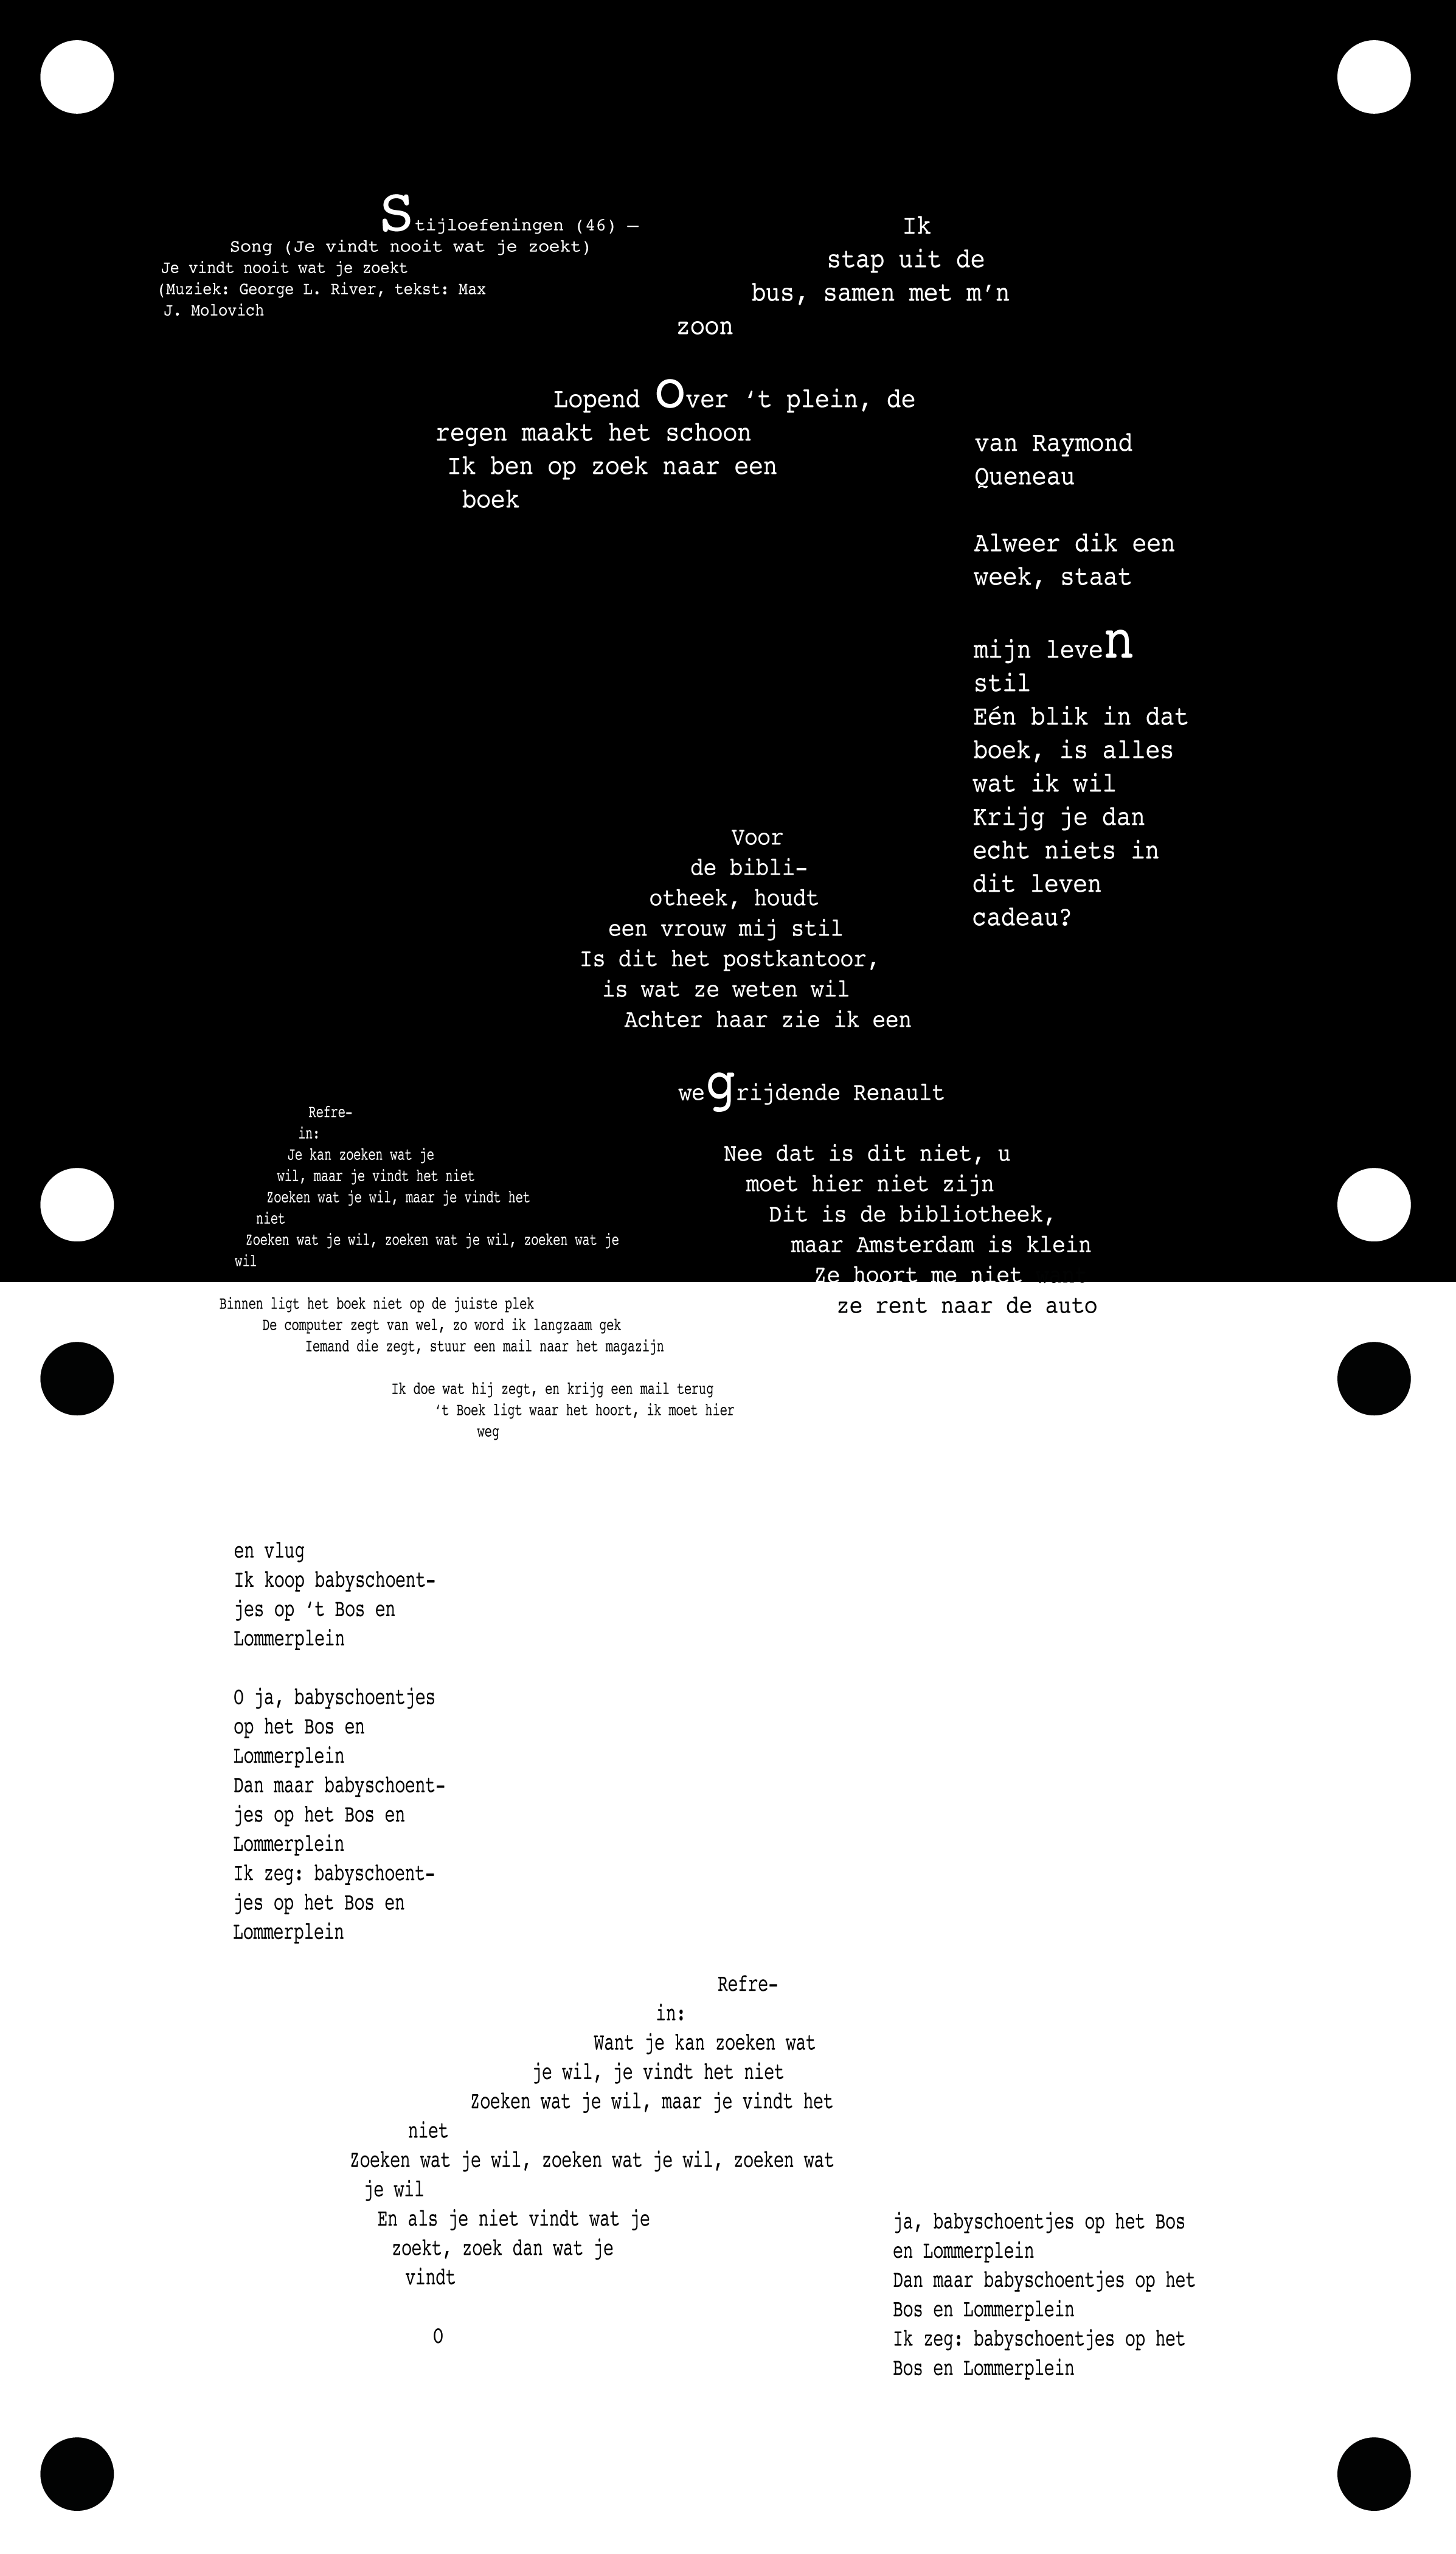 Stijloefeningen (46) –
Song (Je vindt nooit wat je zoekt)
Je vindt nooit wat je zoekt
(Muziek: George L. River, tekst: Max
J. Molovich
Ik
stap uit de
bus, samen met m’n
zoon
Lopend Over ‘t plein, de
regen maakt het schoon
Ik ben op zoek naar een
boek
van Raymond
Queneau
Alweer dik een
week, staat
mijn leven
stil
Eén blik in dat
boek, is alles
wat ik wil
Krijg je dan
echt niets in
dit leven
cadeau?
Voor
de bibli-
otheek, houdt
een vrouw mij stil
Is dit het postkantoor,
is wat ze weten wil
Achter haar zie ik een
wegrijdende Renault
Nee dat is dit niet, u
moet hier niet zijn
Dit is de bibliotheek,
maar Amsterdam is klein
Ze hoort me niet
ze rent naar de auto
Refre-
in:
Je kan zoeken wat je
wil, maar je vindt het niet
Zoeken wat je wil, maar je vindt het
niet
Zoeken wat je wil, zoeken wat je wil, zoeken wat je
wil
Binnen ligt het boek niet op de juiste plek
De computer zegt van wel, zo word ik langzaam gek
Iemand die zegt, stuur een mail naar het magazijn
Ik doe wat hij zegt, en krijg een mail terug
‘t Boek ligt waar het hoort, ik moet hier
weg
en vlug
Ik koop babyschoent-
jes op ‘t Bos en
Lommerplein
O ja, babyschoentjes
op het Bos en
Lommerplein
Dan maar babyschoent-
jes op het Bos en
Lommerplein
Ik zeg: babyschoent-
jes op het Bos en
Lommerplein
Refre-
in:
Want je kan zoeken wat
je wil, je vindt het niet
Zoeken wat je wil, maar je vindt het
niet
Zoeken wat je wil, zoeken wat je wil, zoeken wat
je wil
En als je niet vindt wat je
zoekt, zoek dan wat je
vindt
O
ja, babyschoentjes op het Bos
en Lommerplein
Dan maar babyschoentjes op het
Bos en Lommerplein
Ik zeg: babyschoentjes op het
Bos en Lommerplein